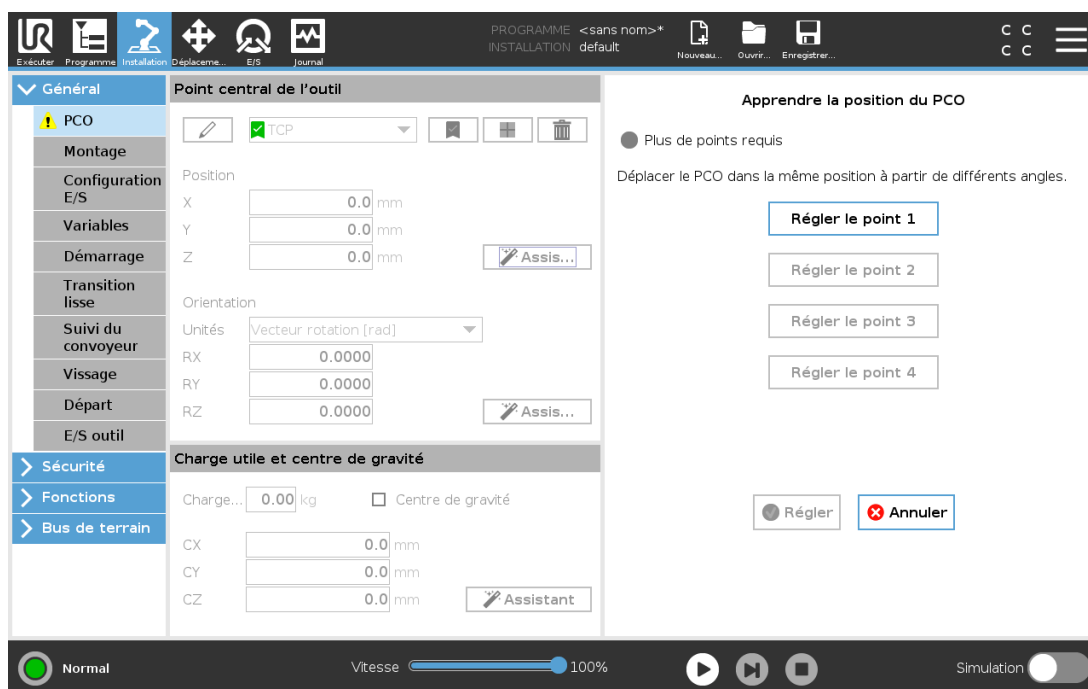 PROGRAMME <sans nom>*
INSTALLATION default
Exécuter Programme Installation Déplaceme... E/S Journal Nouveau... Ouvrir... Enregistrer...
C C
C C
Général
PCO
Montage
Configuration
E/S
Variables
Démarrage
Transition
lisse
Suivi du
convoyeur
Vissage
Départ
E/S outil
Sécurité
Fonctions
Bus de terrain
Point central de l'outil
TCP
Position
X 0.0 mm
Y 0.0 mm
Z 0.0 mm Assis...
Orientation
Unités Vecteur rotation [rad]
RX 0.0000
RY 0.0000
RZ 0.0000 Assis...
Charge utile et centre de gravité
Charge... 0.00 kg Centre de gravité
CX 0.0 mm
CY 0.0 mm
CZ 0.0 mm Assistant
Apprendre la position du PCO
Plus de points requis
Déplacer le PCO dans la même position à partir de différents angles.
Régler le point 1
Régler le point 2
Régler le point 3
Régler le point 4
Régler Annuler
Normal Vitesse 100% Simulation